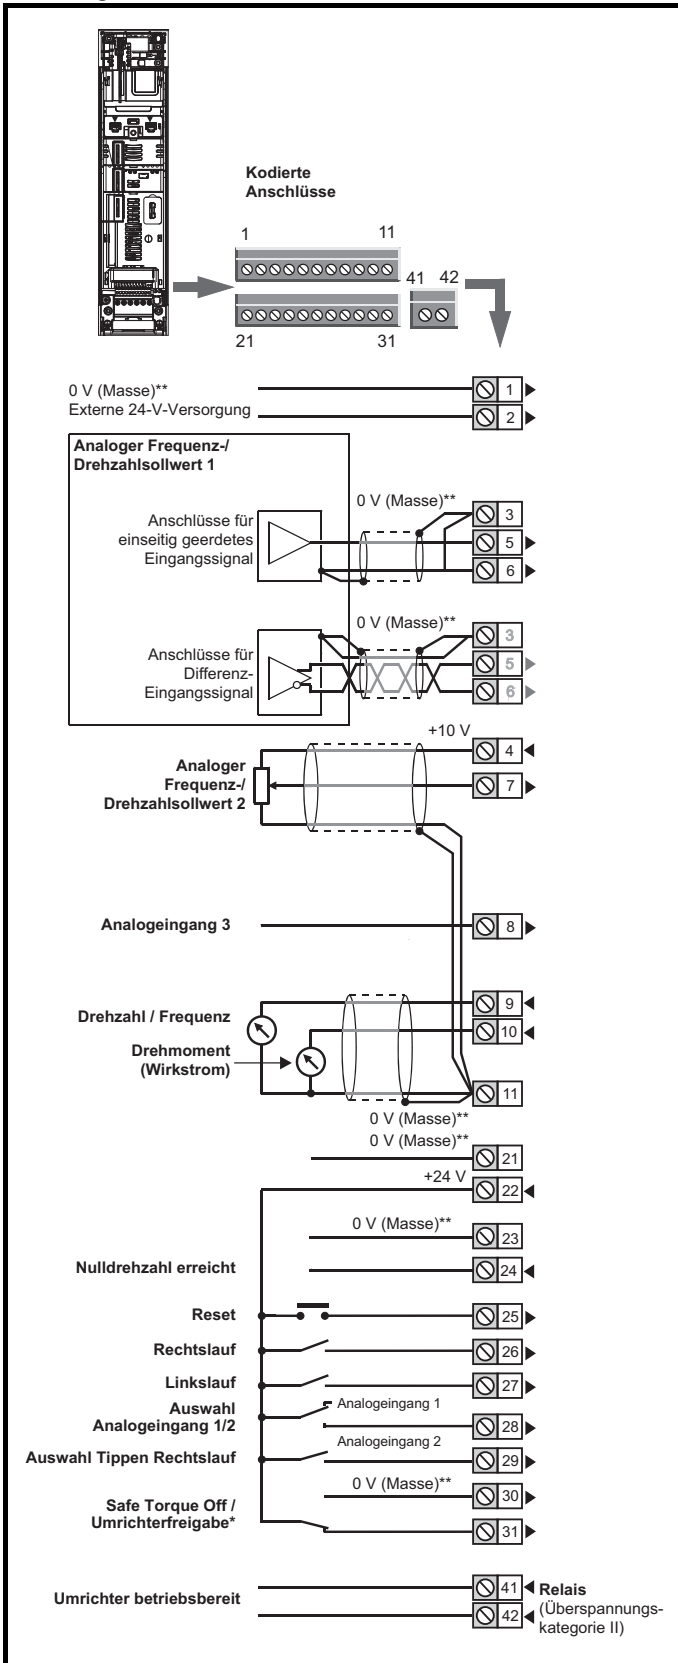 Kodierte
Anschlüsse
1 11
41 42
21 31
0 V (Masse)** 1
Externe 24-V-Versorgung 2
Analoger Frequenz-/
Drehzahlsollwert 1
0 V (Masse)** 3
Anschlüsse für
einseitig geerdetes 5
Eingangssignal 6
0 V (Masse)** 3
Anschlüsse für
Differenz- 5
Eingangssignal 6
+10 V 4
Analoger
Frequenz-/ 7
Drehzahlsollwert 2
Analogeingang 3 8
9
Drehzahl / Frequenz
10
Drehmoment
(Wirkstrom)
11
0 V (Masse)**
0 V (Masse)** 21
+24 V 22
0 V (Masse)** 23
Nulldrehzahl erreicht 24
Reset 25
Rechtslauf 26
Linkslauf 27
Auswahl Analogeingang 1
Analogeingang 1/2 28
Analogeingang 2
Auswahl Tippen Rechtslauf 29
0 V (Masse)** 30
Safe Torque Off /
Umrichterfreigabe* 31
41 Relais
Umrichter betriebsbereit
42 (Überspannungs-
kategorie II)